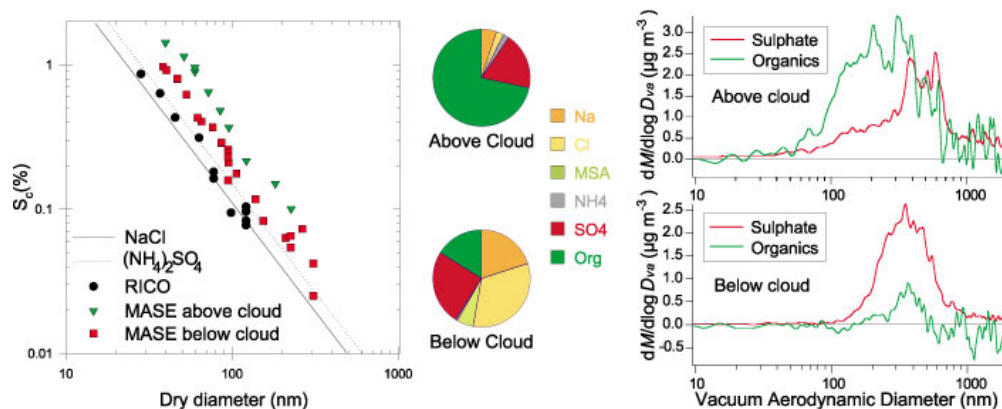 1
0.1
0.01
S_c(%)
NaCl
(NH₄)₂SO₄
RICO
MASE above cloud
MASE below cloud
10
100
1000
Dry diameter (nm)
Above Cloud
Na
Cl
MSA
NH4
SO4
Org
Below Cloud
3.0
2.5
2.0
1.5
1.0
0.5
0.0
dM/dlog Dva (µg m⁻³)
Sulphate
Organics
Above cloud
10
100
1000
2.5
2.0
1.5
1.0
0.5
0.0
-0.5
dM/dlog Dva (µg m⁻³)
Sulphate
Organics
Below cloud
10
100
1000
Vacuum Aerodynamic Diameter (nm)